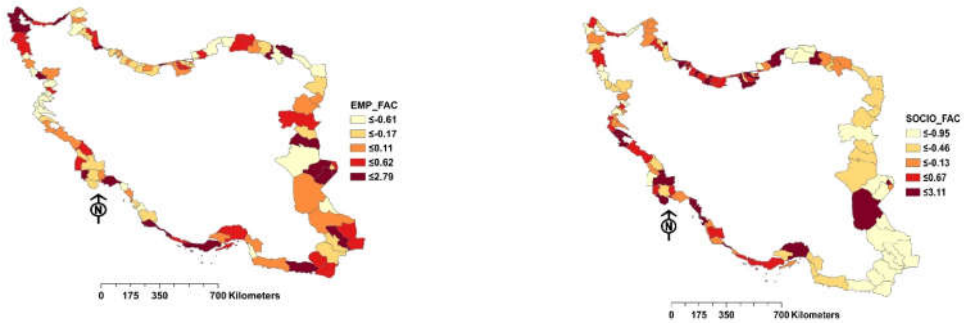 EMP_FAC
≤-0.61
≤-0.17
≤0.11
≤0.62
≤2.79
N
0 175 350 700 Kilometers
SOCIO_FAC
≤-0.95
≤-0.46
≤-0.13
≤0.67
≤3.11
N
0 175 350 700 Kilometers